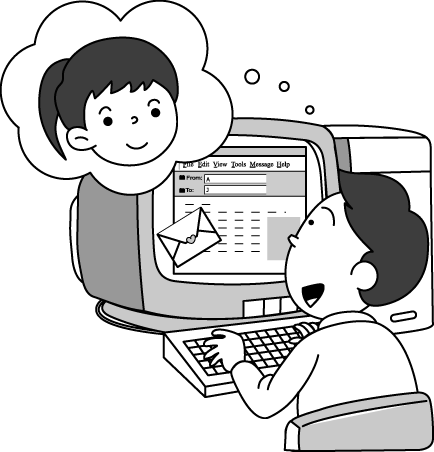 File Edit View Tools Message Help
From: A
To: J